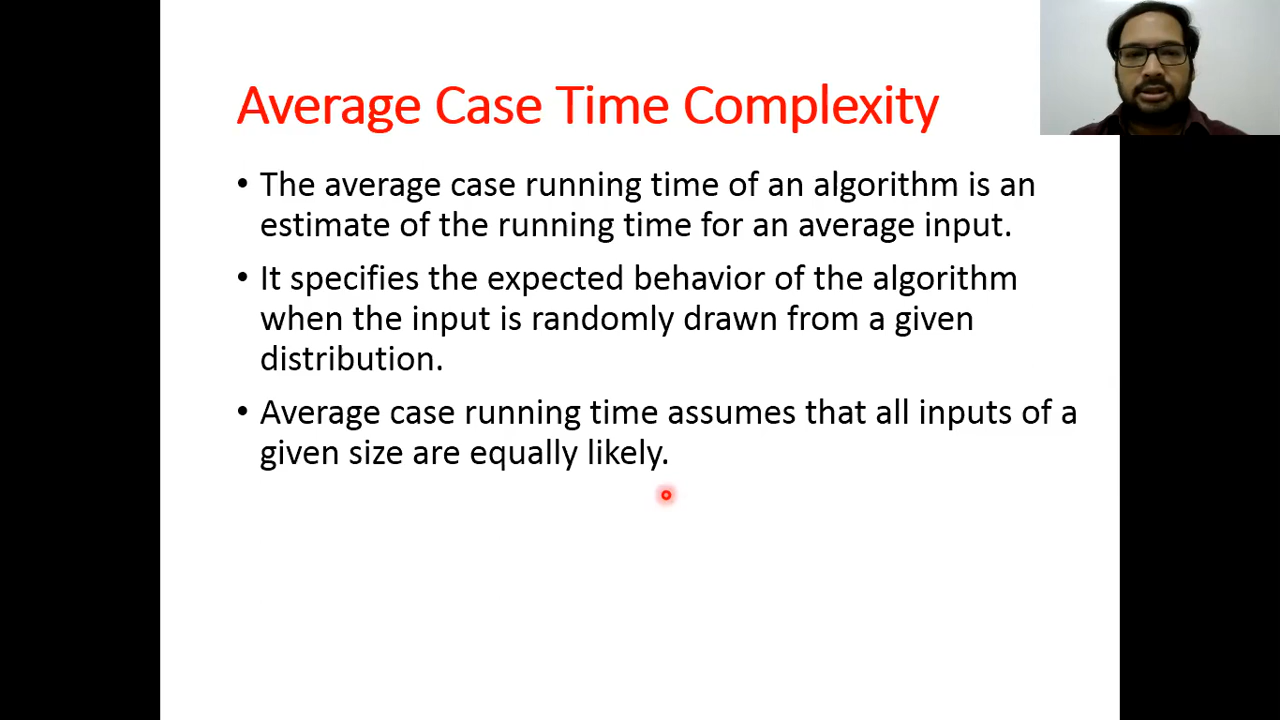 Average Case Time Complexity
• The average case running time of an algorithm is an
estimate of the running time for an average input.
• It specifies the expected behavior of the algorithm
when the input is randomly drawn from a given
distribution.
• Average case running time assumes that all inputs of a
given size are equally likely.